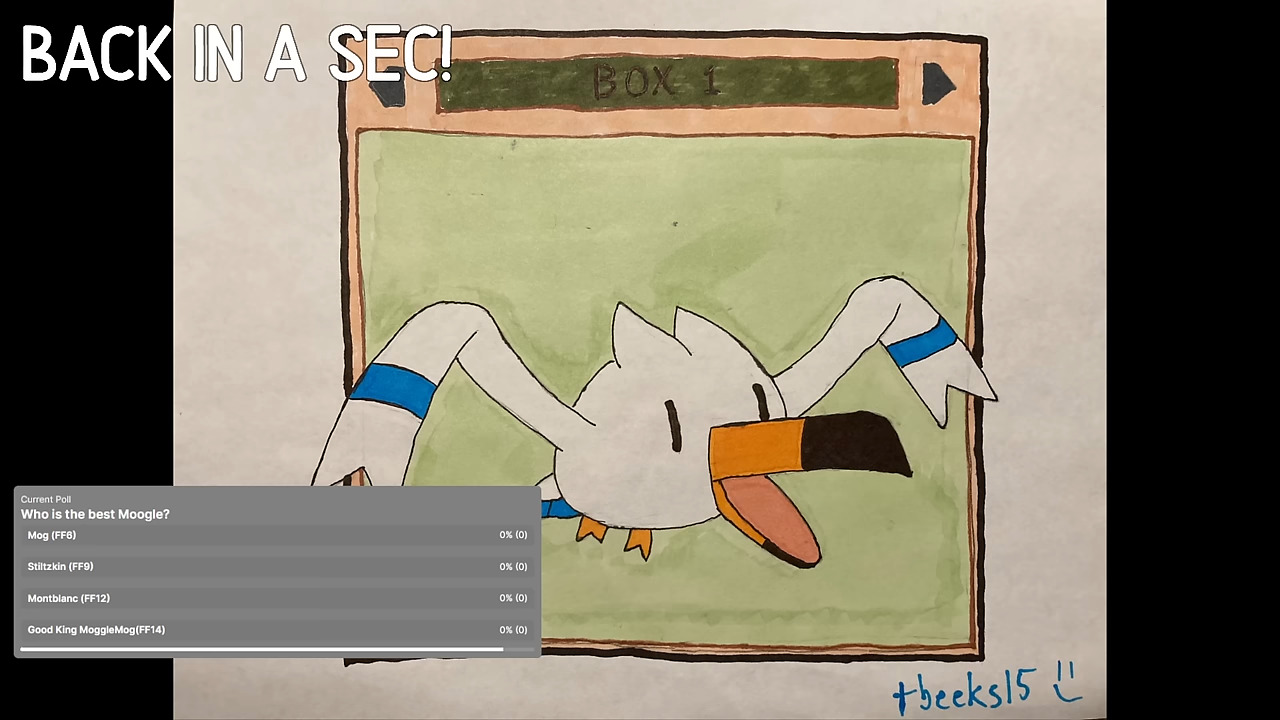 BACK IN A SEC!
BOX 1
Current Poll
Who is the best Moogle?
Mog (FF6) 0% (0)
Stiltzkin (FF9) 0% (0)
Montblanc (FF12) 0% (0)
Good King MoggleMog(FF14) 0% (0)
tbeeks15